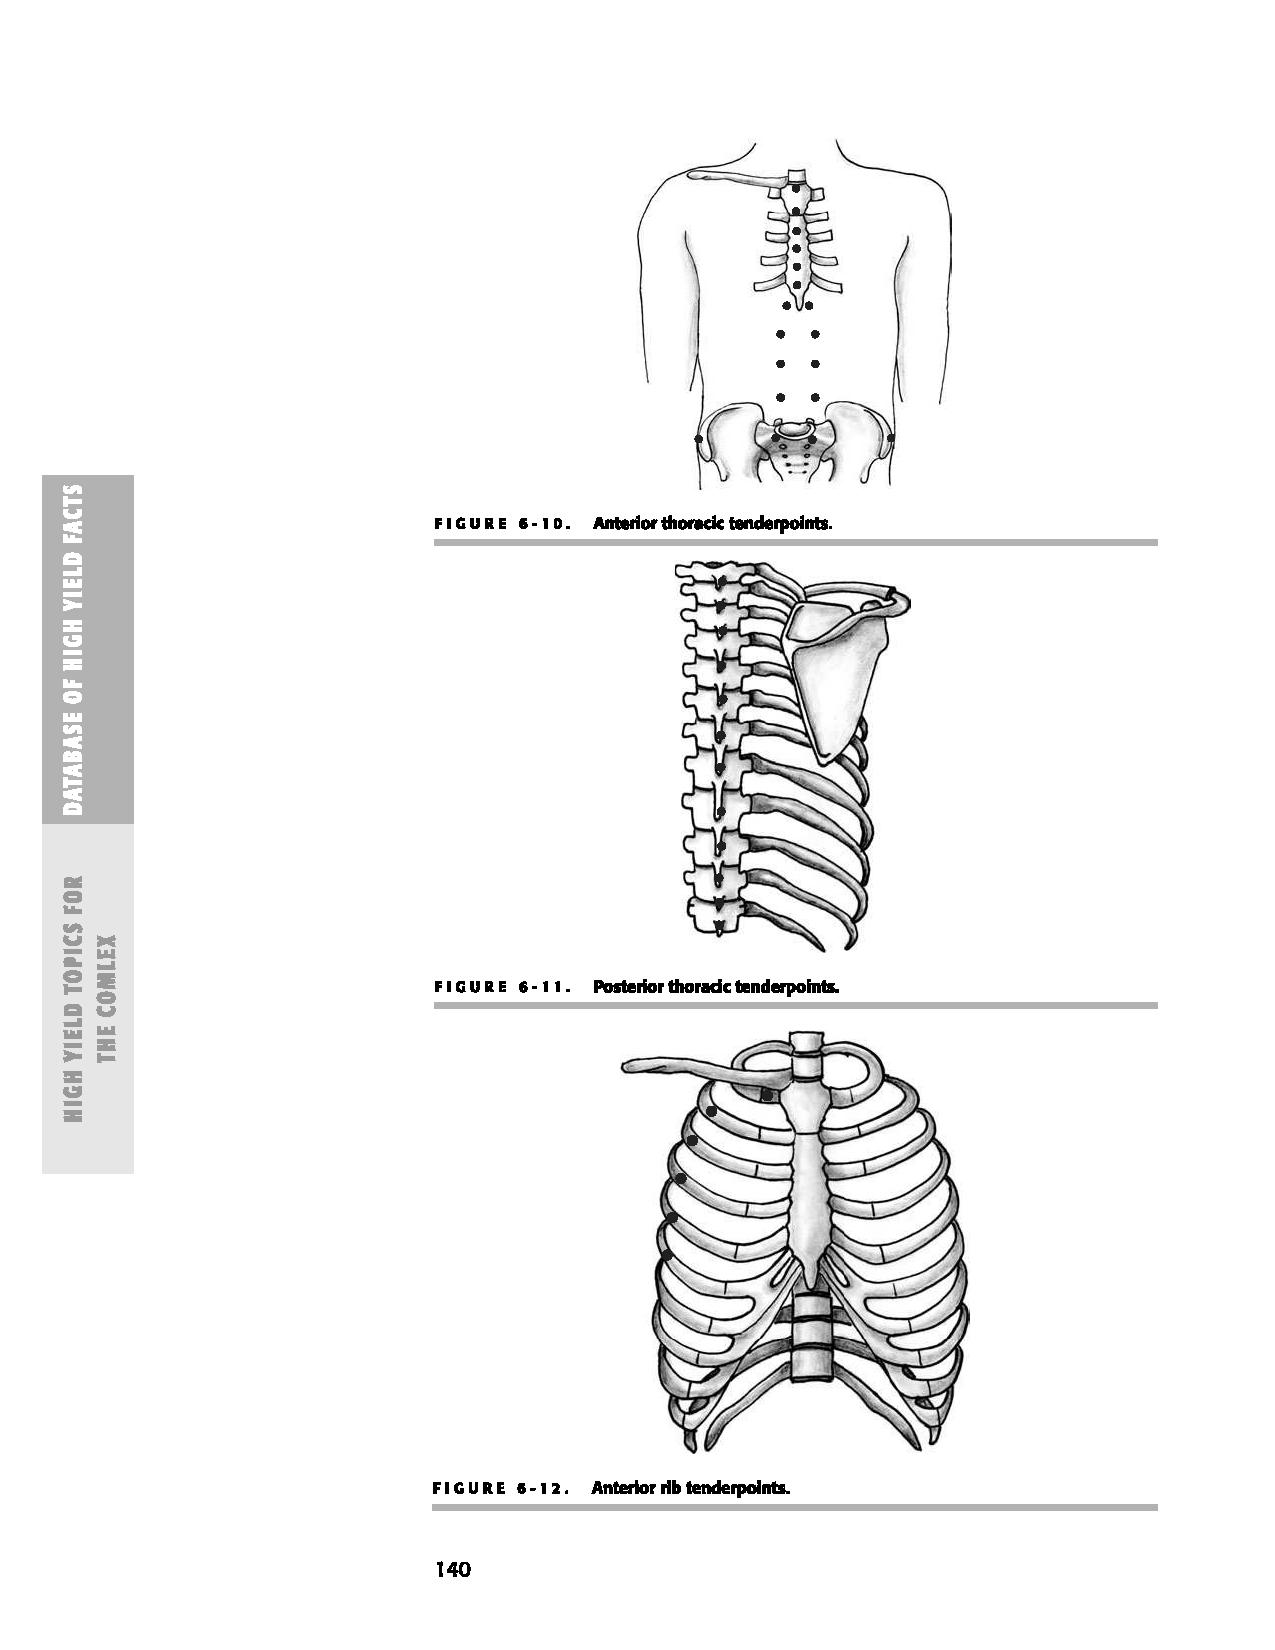 FIGURE 6-10. Anterior thoracic tenderpoints.
DATABASE OF HIGH YIELD FACTS
FIGURE 6-11. Posterior thoracic tenderpoints.
HIGH YIELD TOPICS FOR
THE COMLEX
FIGURE 6-12. Anterior rib tenderpoints.
140